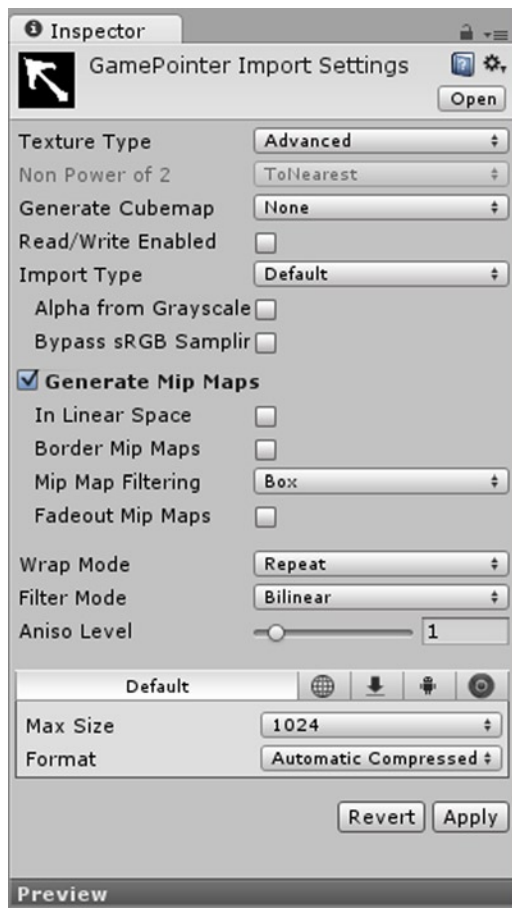 Inspector
GamePointer Import Settings
Open
Texture Type Advanced
Non Power of 2 ToNearest
Generate Cubemap None
Read/Write Enabled
Import Type Default
Alpha from Grayscale
Bypass sRGB Samplir
Generate Mip Maps
In Linear Space
Border Mip Maps
Mip Map Filtering Box
Fadeout Mip Maps
Wrap Mode Repeat
Filter Mode Bilinear
Aniso Level 1
Default
Max Size 1024
Format Automatic Compressed
Revert Apply
Preview